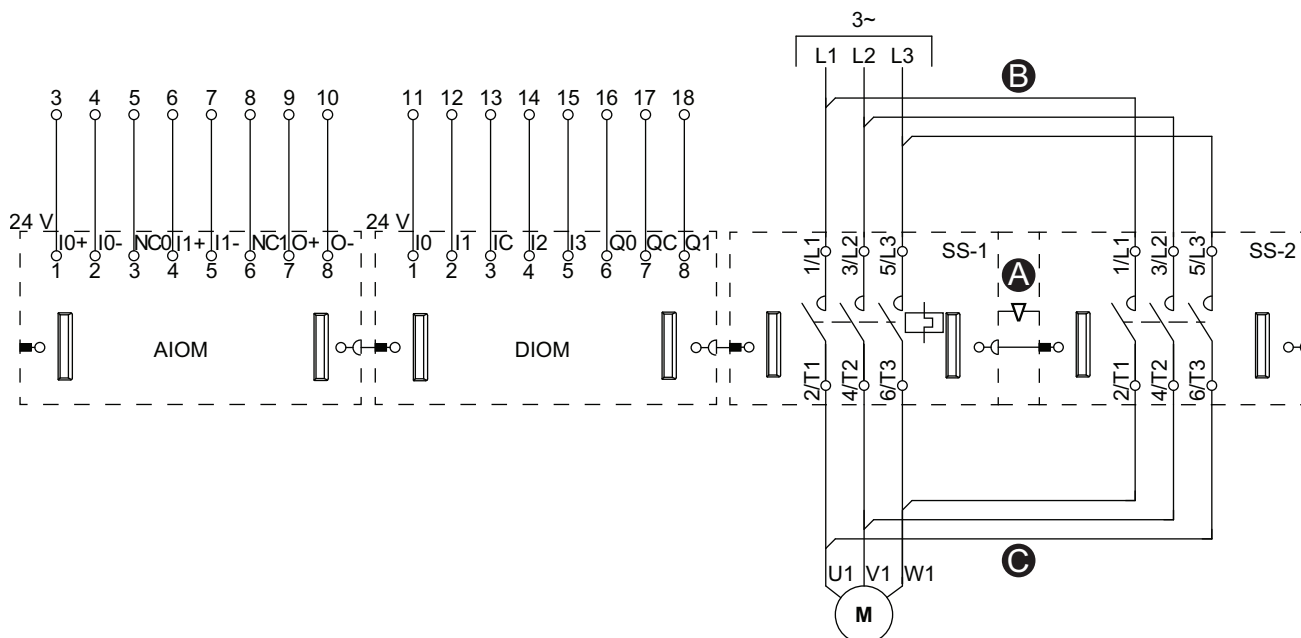 3~
L1 L2 L3
B
3 4 5 6 7 8 9 10
11 12 13 14 15 16 17 18
24 V
I0+ I0- NC0 I1+ I1- NC1 O+ O-
1 2 3 4 5 6 7 8
AIOM
24 V
I0 I1 IC I2 I3 Q0 QC Q1
1 2 3 4 5 6 7 8
DIOM
1/L1 3/L2 5/L3
SS-1
2/T1 4/T2 6/T3
A
1/L1 3/L2 5/L3
SS-2
2/T1 4/T2 6/T3
C
U1 V1 W1
M